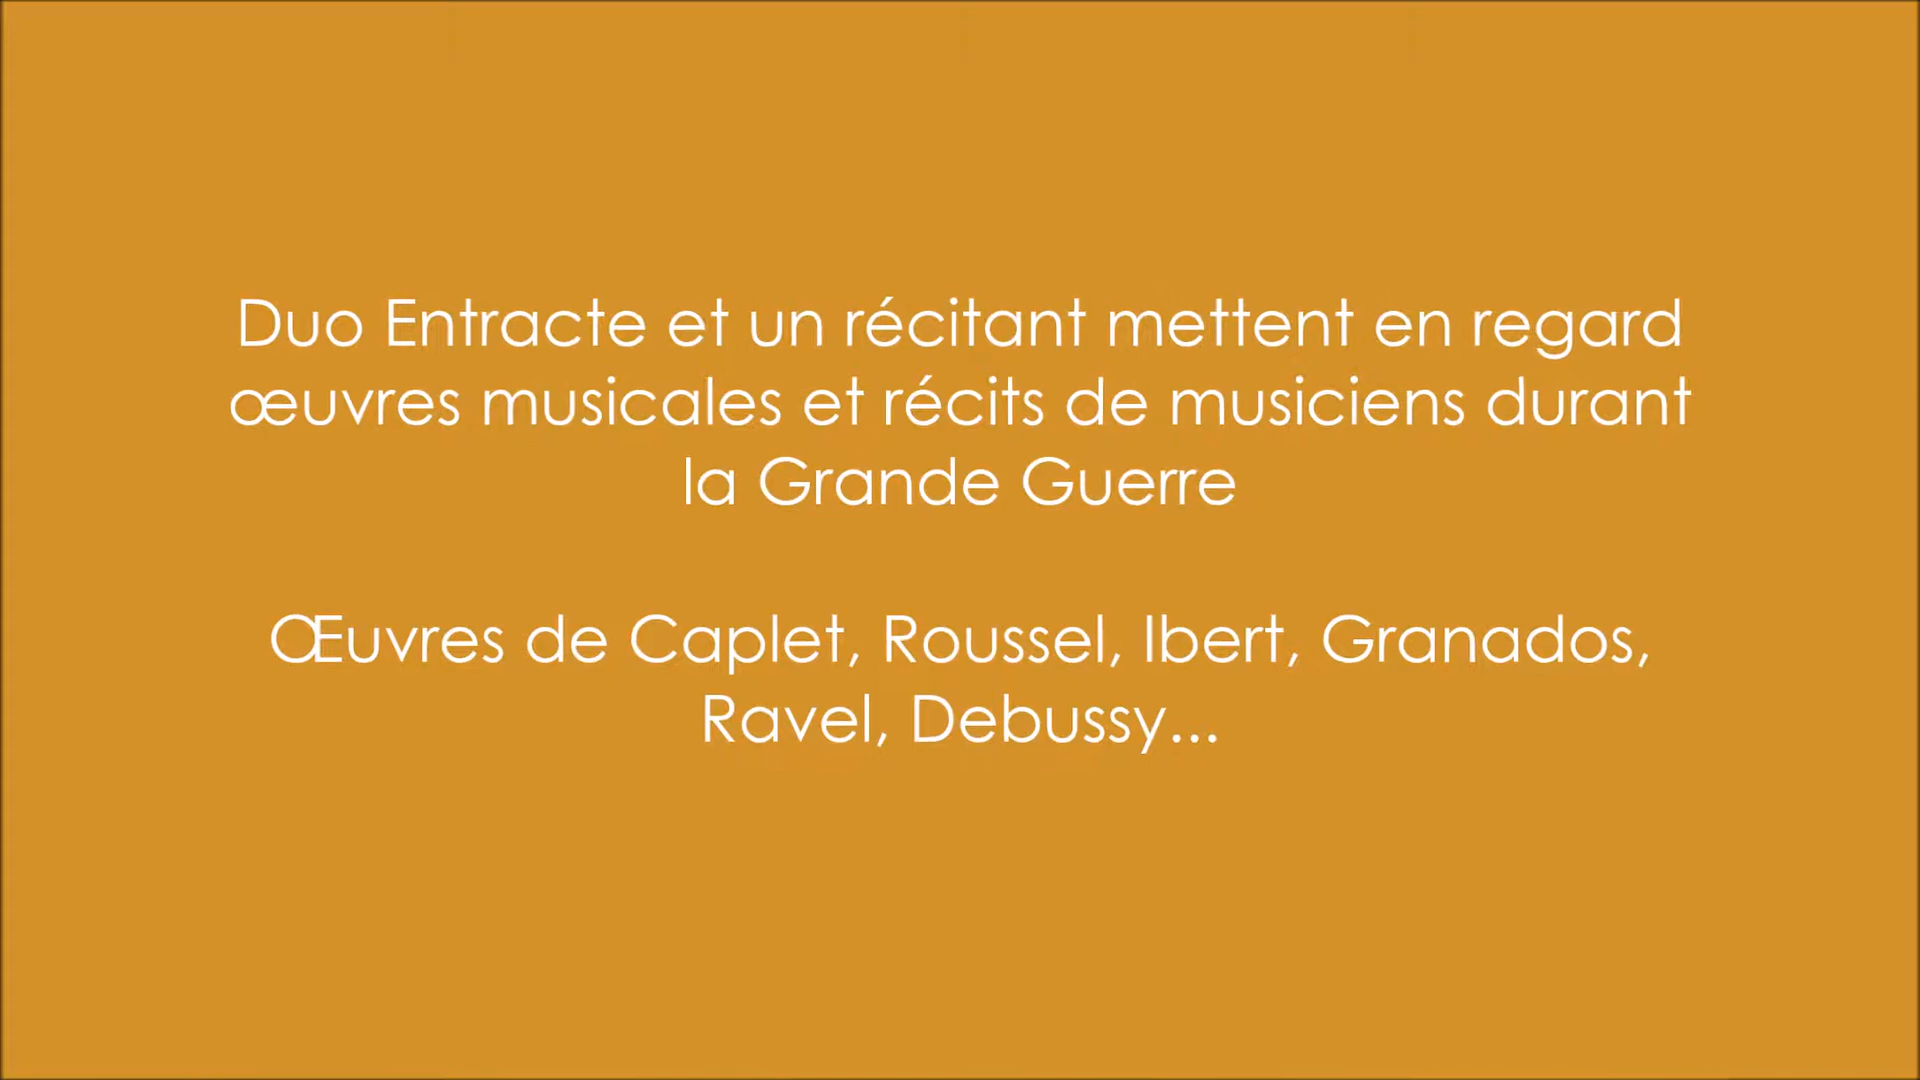 Duo Entracte et un récitant mettent en regard
œuvres musicales et récits de musiciens durant
la Grande Guerre
Œuvres de Caplet, Roussel, Ibert, Granados,
Ravel, Debussy...